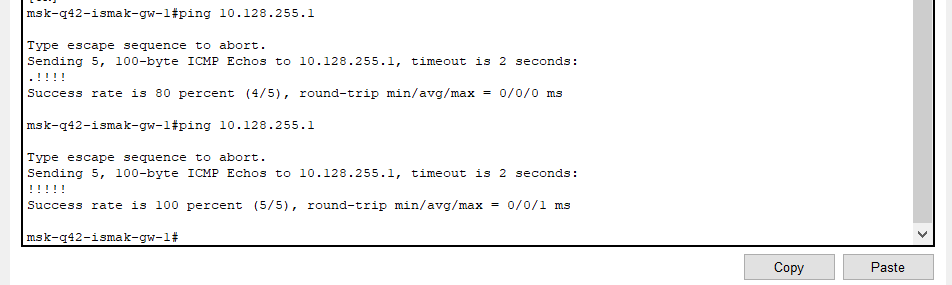 msk-q42-ismak-gw-1#ping 10.128.255.1
Type escape sequence to abort.
Sending 5, 100-byte ICMP Echos to 10.128.255.1, timeout is 2 seconds:
.!!!!
Success rate is 80 percent (4/5), round-trip min/avg/max = 0/0/0 ms
msk-q42-ismak-gw-1#ping 10.128.255.1
Type escape sequence to abort.
Sending 5, 100-byte ICMP Echos to 10.128.255.1, timeout is 2 seconds:
!!!!!
Success rate is 100 percent (5/5), round-trip min/avg/max = 0/0/1 ms
msk-q42-ismak-gw-1#
Copy Paste